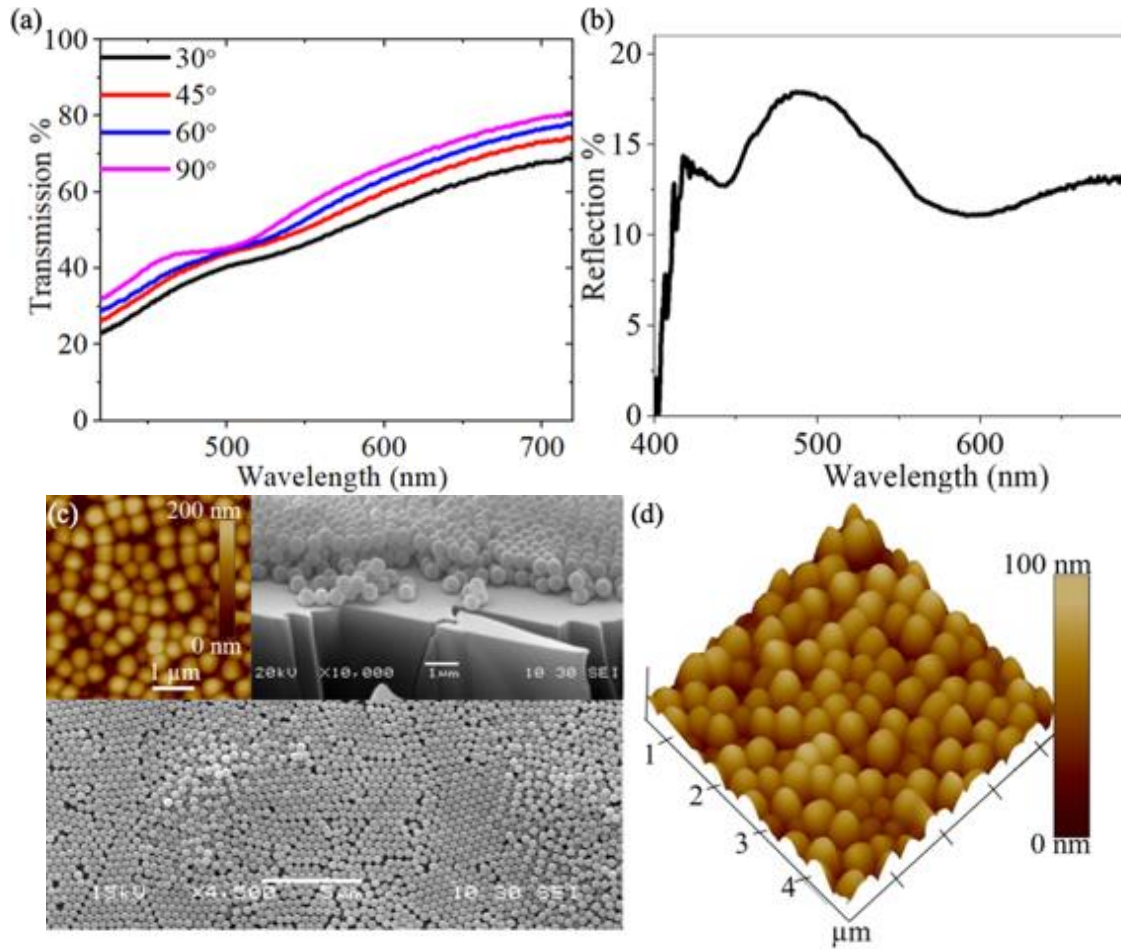 (a)
100
80
60
40
20
0
Transmission %
30°
45°
60°
90°
500
600
700
Wavelength (nm)
(b)
20
15
10
5
0
Reflection %
400
500
600
Wavelength (nm)
(c)
200 nm
0 nm
1 µm
20kV X10,000 1µm 10 30 SEI
15kV X4,500 5µm 10 30 SEI
(d)
100 nm
0 nm
1
2
3
4
µm